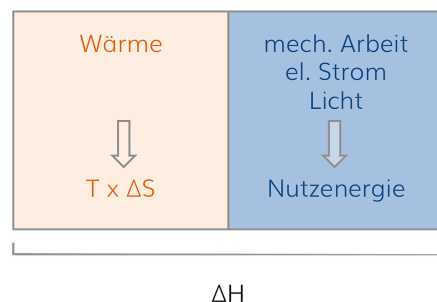 Wärme
T x ΔS
mech. Arbeit
el. Strom
Licht
Nutzenergie
ΔH